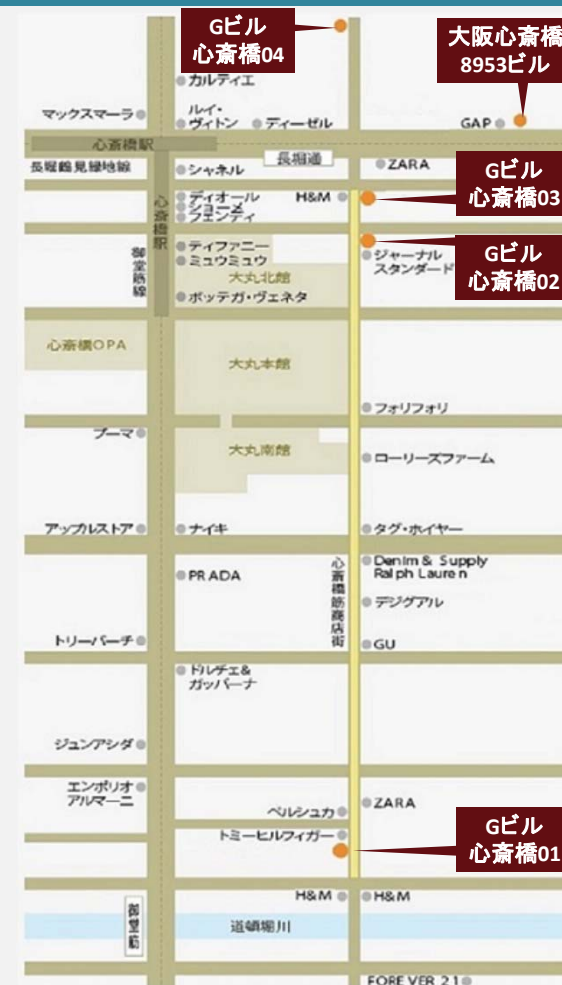 Gビル
心斎橋04
大阪心斎橋
8953ビル
カルティエ
マックスマーラ
ルイ・
ヴィトン
ディーゼル
GAP
心斎橋駅
長堀鶴見緑地線
シャネル
長堀通
ZARA
Gビル
心斎橋03
ディオール
ショーメ
フェンディ
H&M
心斎橋駅
御堂筋線
ティファニー
ミュウミュウ
ジャーナル
スタンダード
Gビル
心斎橋02
大丸北館
ボッテガ・ヴェネタ
心斎橋OPA
大丸本館
フォリフォリ
プーマ
大丸南館
ローリーズファーム
アップルストア
ナイキ
タグ・ホイヤー
Denim & Supply
Ralph Lauren
PRADA
心斎橋筋商店街
デジグアル
トリーバーチ
GU
ドルチェ&
ガッバーナ
ジュンアシダ
エンポリオ
アルマーニ
ベルシュカ
ZARA
トミーヒルフィガー
Gビル
心斎橋01
H&M
H&M
御堂筋
道頓堀川
FOREVER 21